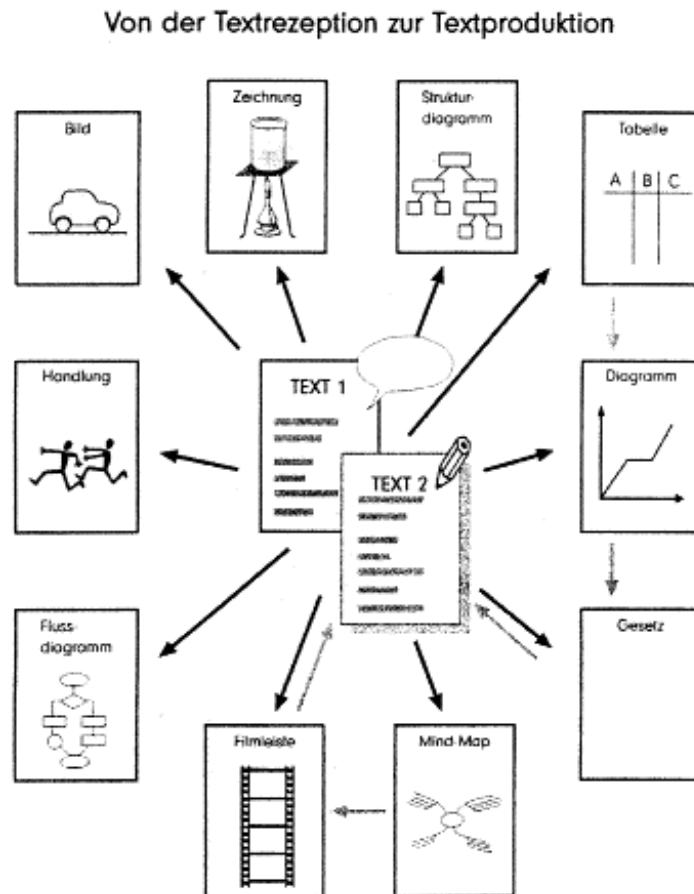 Von der Textrezeption zur Textproduktion
Bild
Zeichnung
Struktur-
diagramm
Tabelle
A B C
Handlung
TEXT 1
TEXT 2
Diagramm
Fluss-
diagramm
Filmleiste
Mind-Map
Gesetz